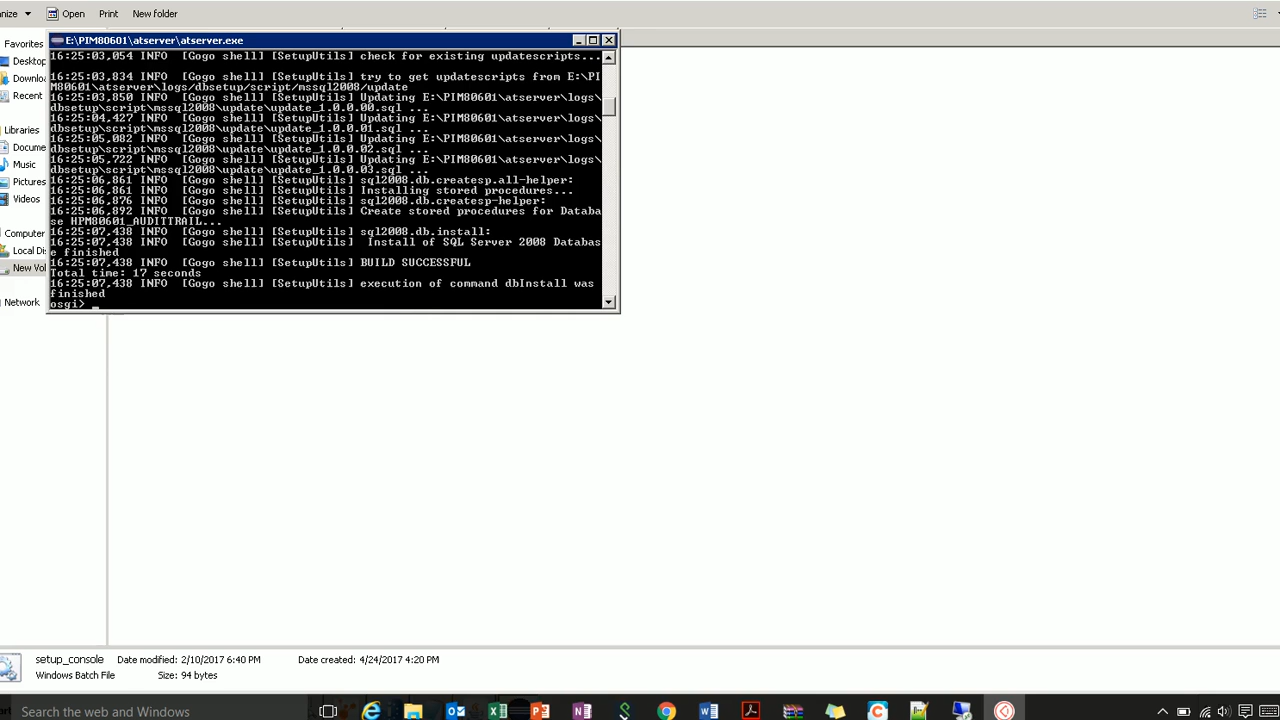 nize
Open
Print
New folder
Favorites
Desktop
Downlo
Recent
Libraries
Docume
Music
Pictures
Videos
Computer
Local Di
New Vol
Network
E:\PIM80601\atserver\atserver.exe
16:25:03,054 INFO [Gogo shell] [SetupUtils] check for existing updatescripts...
16:25:03,834 INFO [Gogo shell] [SetupUtils] try to get updatescripts from E:\PI
M80601\atserver\logs/dbsetup/script/mssql2008/update
16:25:03,850 INFO [Gogo shell] [SetupUtils] Updating E:\PIM80601\atserver\logs\
dbsetup\script\mssql2008\update\update_1.0.0.00.sql ...
16:25:04,427 INFO [Gogo shell] [SetupUtils] Updating E:\PIM80601\atserver\logs\
dbsetup\script\mssql2008\update\update_1.0.0.01.sql ...
16:25:05,082 INFO [Gogo shell] [SetupUtils] Updating E:\PIM80601\atserver\logs\
dbsetup\script\mssql2008\update\update_1.0.0.02.sql ...
16:25:05,722 INFO [Gogo shell] [SetupUtils] Updating E:\PIM80601\atserver\logs\
dbsetup\script\mssql2008\update\update_1.0.0.03.sql ...
16:25:06,861 INFO [Gogo shell] [SetupUtils] sql2008.db.createsp.all-helper:
16:25:06,861 INFO [Gogo shell] [SetupUtils] Installing stored procedures...
16:25:06,876 INFO [Gogo shell] [SetupUtils] sql2008.db.createsp-helper:
16:25:06,892 INFO [Gogo shell] [SetupUtils] Create stored procedures for Databa
se HPM80601_AUDITTRAIL...
16:25:07,438 INFO [Gogo shell] [SetupUtils] sql2008.db.install:
16:25:07,438 INFO [Gogo shell] [SetupUtils] Install of SQL Server 2008 Databas
e finished
16:25:07,438 INFO [Gogo shell] [SetupUtils] BUILD SUCCESSFUL
Total time: 17 seconds
16:25:07,438 INFO [Gogo shell] [SetupUtils] execution of command dbInstall was
finished
osgi> _
setup_console Date modified: 2/10/2017 6:40 PM Date created: 4/24/2017 4:20 PM
Windows Batch File Size: 94 bytes
Search the web and Windows